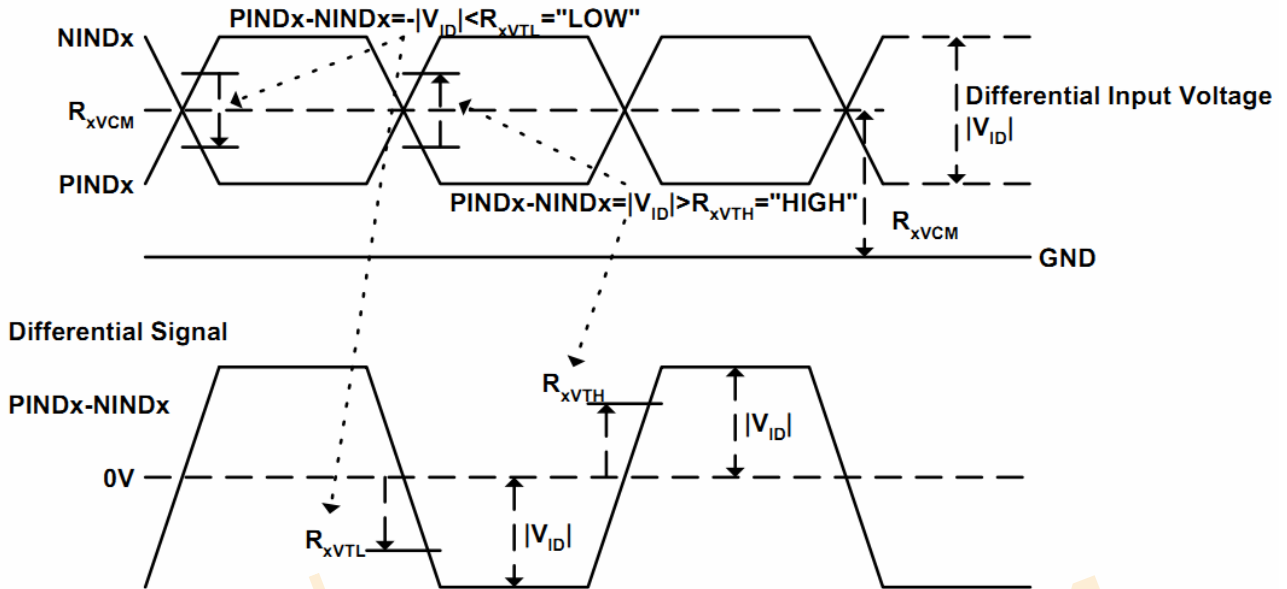 PINDx-NINDx=-|VID|<RxVTL="LOW"
NINDx
RxVCM
Differential Input Voltage
|VID|
PINDx
PINDx-NINDx=|VID|>RxVTH="HIGH"
RxVCM
GND
Differential Signal
RxVTH
PINDx-NINDx
|VID|
0V
RxVTL
|VID|